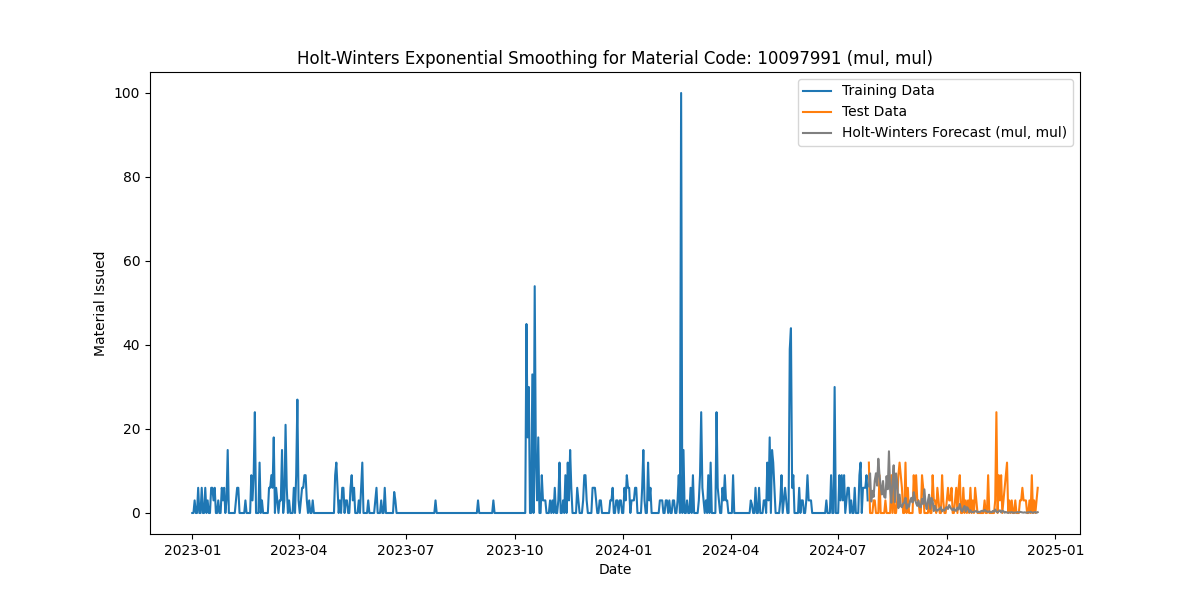 Holt-Winters Exponential Smoothing for Material Code: 10097991 (mul, mul)
Training Data
Test Data
Holt-Winters Forecast (mul, mul)
Material Issued
100
80
60
40
20
0
2023-01 2023-04 2023-07 2023-10 2024-01 2024-04 2024-07 2024-10 2025-01
Date